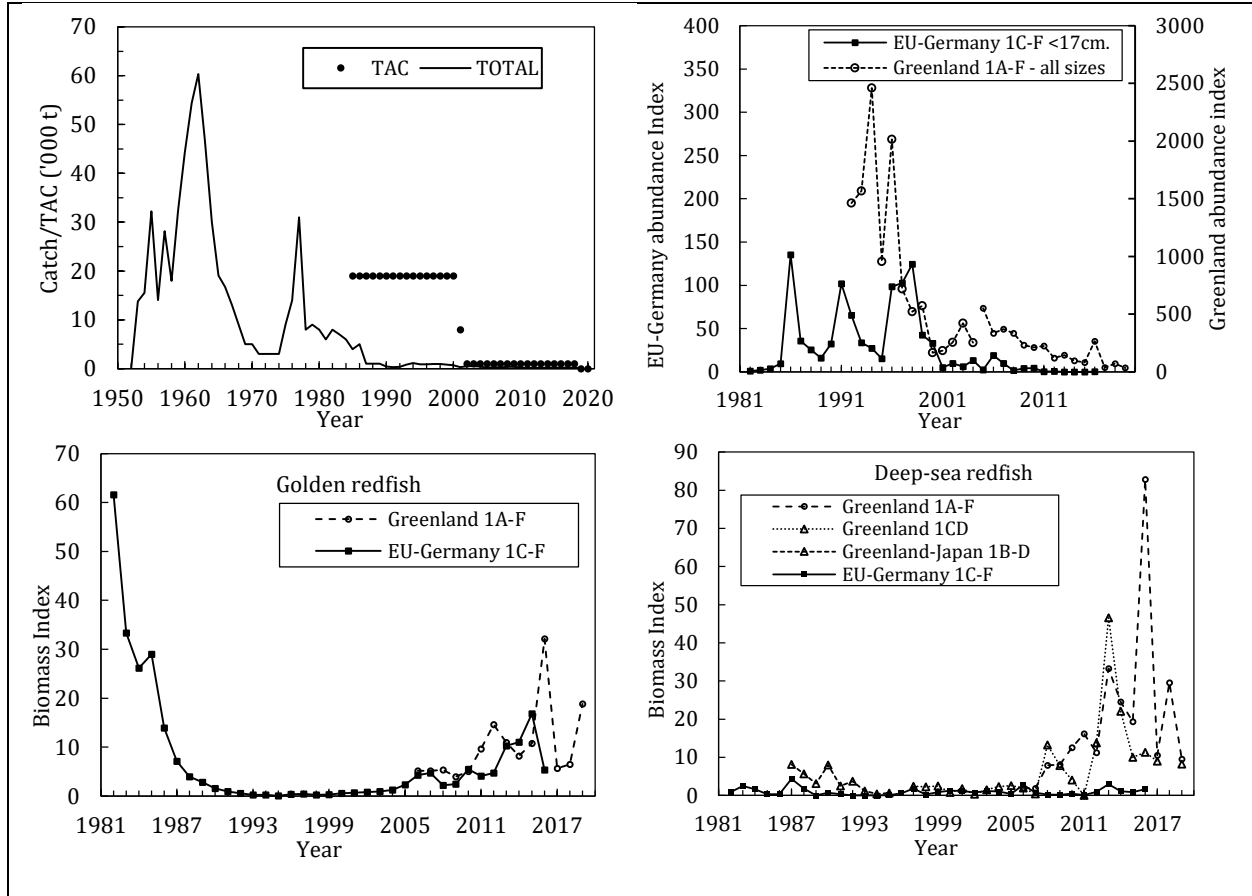 TAC TOTAL
Catch/TAC ('000 t)
70
60
50
40
30
20
10
0
1950 1960 1970 1980 1990 2000 2010 2020
Year
EU-Germany 1C-F <17cm.
Greenland 1A-F - all sizes
EU-Germany abundance Index
400
350
300
250
200
150
100
50
0
Greenland abundance index
3000
2500
2000
1500
1000
500
0
1981 1991 2001 2011
Year
Golden redfish
Greenland 1A-F
EU-Germany 1C-F
Biomass Index
70
60
50
40
30
20
10
0
1981 1987 1993 1999 2005 2011 2017
Year
Deep-sea redfish
Greenland 1A-F
Greenland 1CD
Greenland-Japan 1B-D
EU-Germany 1C-F
Biomass Index
90
80
70
60
50
40
30
20
10
0
1981 1987 1993 1999 2005 2011 2017
Year